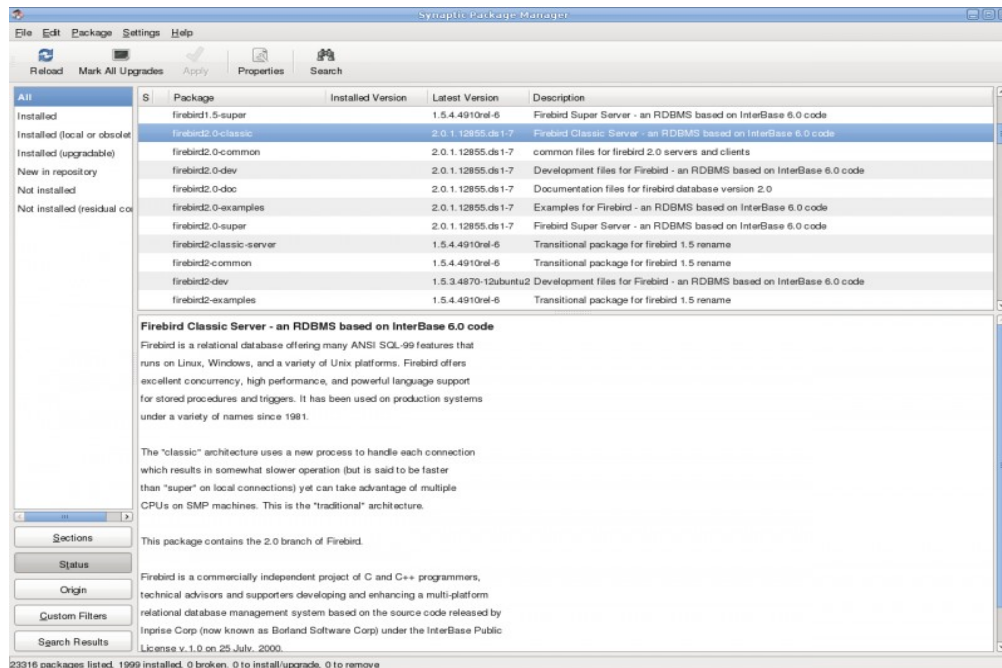 Synaptic Package Manager
File Edit Package Settings Help
Reload Mark All Upgrades Apply Properties Search
All
Installed
Installed (local or obsolet
Installed (upgradable)
New in repository
Not installed
Not installed (residual co
S Package Installed Version Latest Version Description
firebird1.5-super 1.5.4.4910rel-6 Firebird Super Server - an RDBMS based on InterBase 6.0 code
firebird2.0-classic 2.0.1.12855.ds1-7 Firebird Classic Server - an RDBMS based on InterBase 6.0 code
firebird2.0-common 2.0.1.12855.ds1-7 common files for firebird 2.0 servers and clients
firebird2.0-dev 2.0.1.12855.ds1-7 Development files for Firebird - an RDBMS based on InterBase 6.0 code
firebird2.0-doc 2.0.1.12855.ds1-7 Documentation files for firebird database version 2.0
firebird2.0-examples 2.0.1.12855.ds1-7 Examples for Firebird - an RDBMS based on InterBase 6.0 code
firebird2.0-super 2.0.1.12855.ds1-7 Firebird Super Server - an RDBMS based on InterBase 6.0 code
firebird2-classic-server 1.5.4.4910rel-6 Transitional package for firebird 1.5 rename
firebird2-common 1.5.4.4910rel-6 Transitional package for firebird 1.5 rename
firebird2-dev 1.5.3.4870-12ubuntu2 Development files for Firebird - an RDBMS based on InterBase 6.0 code
firebird2-examples 1.5.4.4910rel-6 Transitional package for firebird 1.5 rename
Firebird Classic Server - an RDBMS based on InterBase 6.0 code
Firebird is a relational database offering many ANSI SQL-99 features that
runs on Linux, Windows, and a variety of Unix platforms. Firebird offers
excellent concurrency, high performance, and powerful language support
for stored procedures and triggers. It has been used on production systems
under a variety of names since 1981.
The "classic" architecture uses a new process to handle each connection
which results in somewhat slower operation (but is said to be faster
than "super" on local connections) yet can take advantage of multiple
CPUs on SMP machines. This is the "traditional" architecture.
This package contains the 2.0 branch of Firebird.
Firebird is a commercially independent project of C and C++ programmers,
technical advisors and supporters developing and enhancing a multi-platform
relational database management system based on the source code released by
Inprise Corp (now known as Borland Software Corp) under the InterBase Public
License v.1.0 on 25 July, 2000.
Sections
Status
Origin
Custom Filters
Search Results
23316 packages listed, 1999 installed, 0 broken. 0 to install/upgrade, 0 to remove